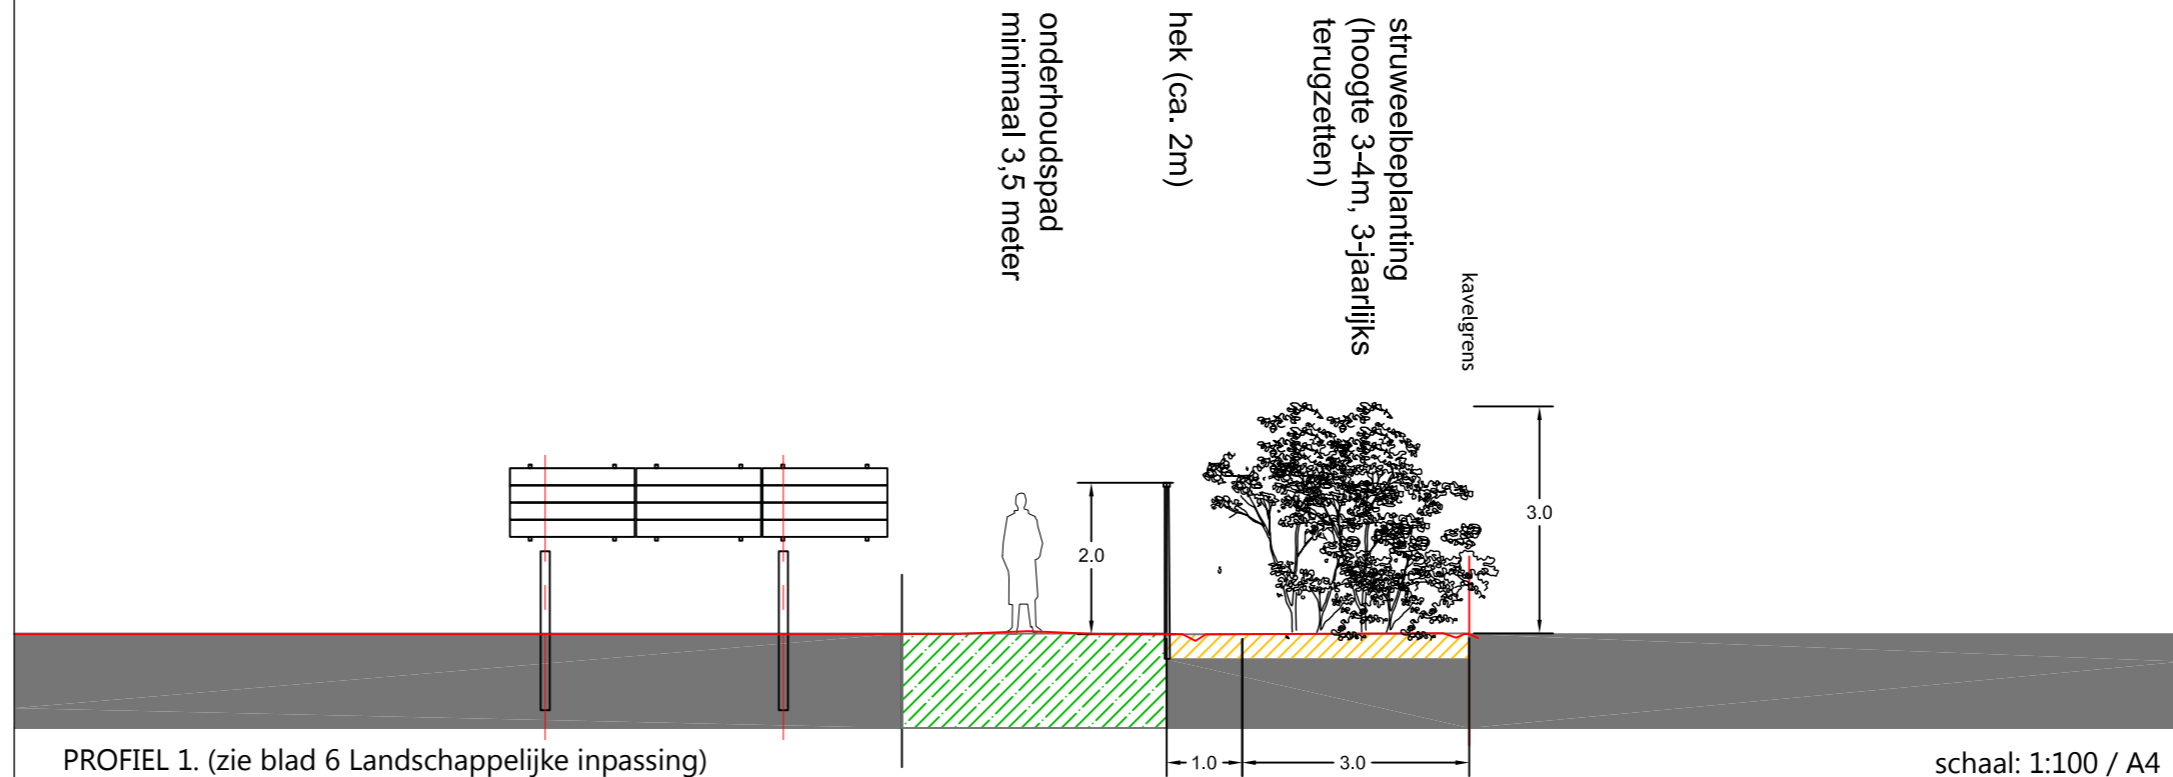 onderhoudspad
minimaal 3,5 meter
hek (ca. 2m)
struweelbeplanting
(hoogte 3-4m, 3-jaarlijks
terugzetten)
kavelgrens
2.0
3.0
1.0
3.0
PROFIEL 1. (zie blad 6 Landschappelijke inpassing)
schaal: 1:100 / A4